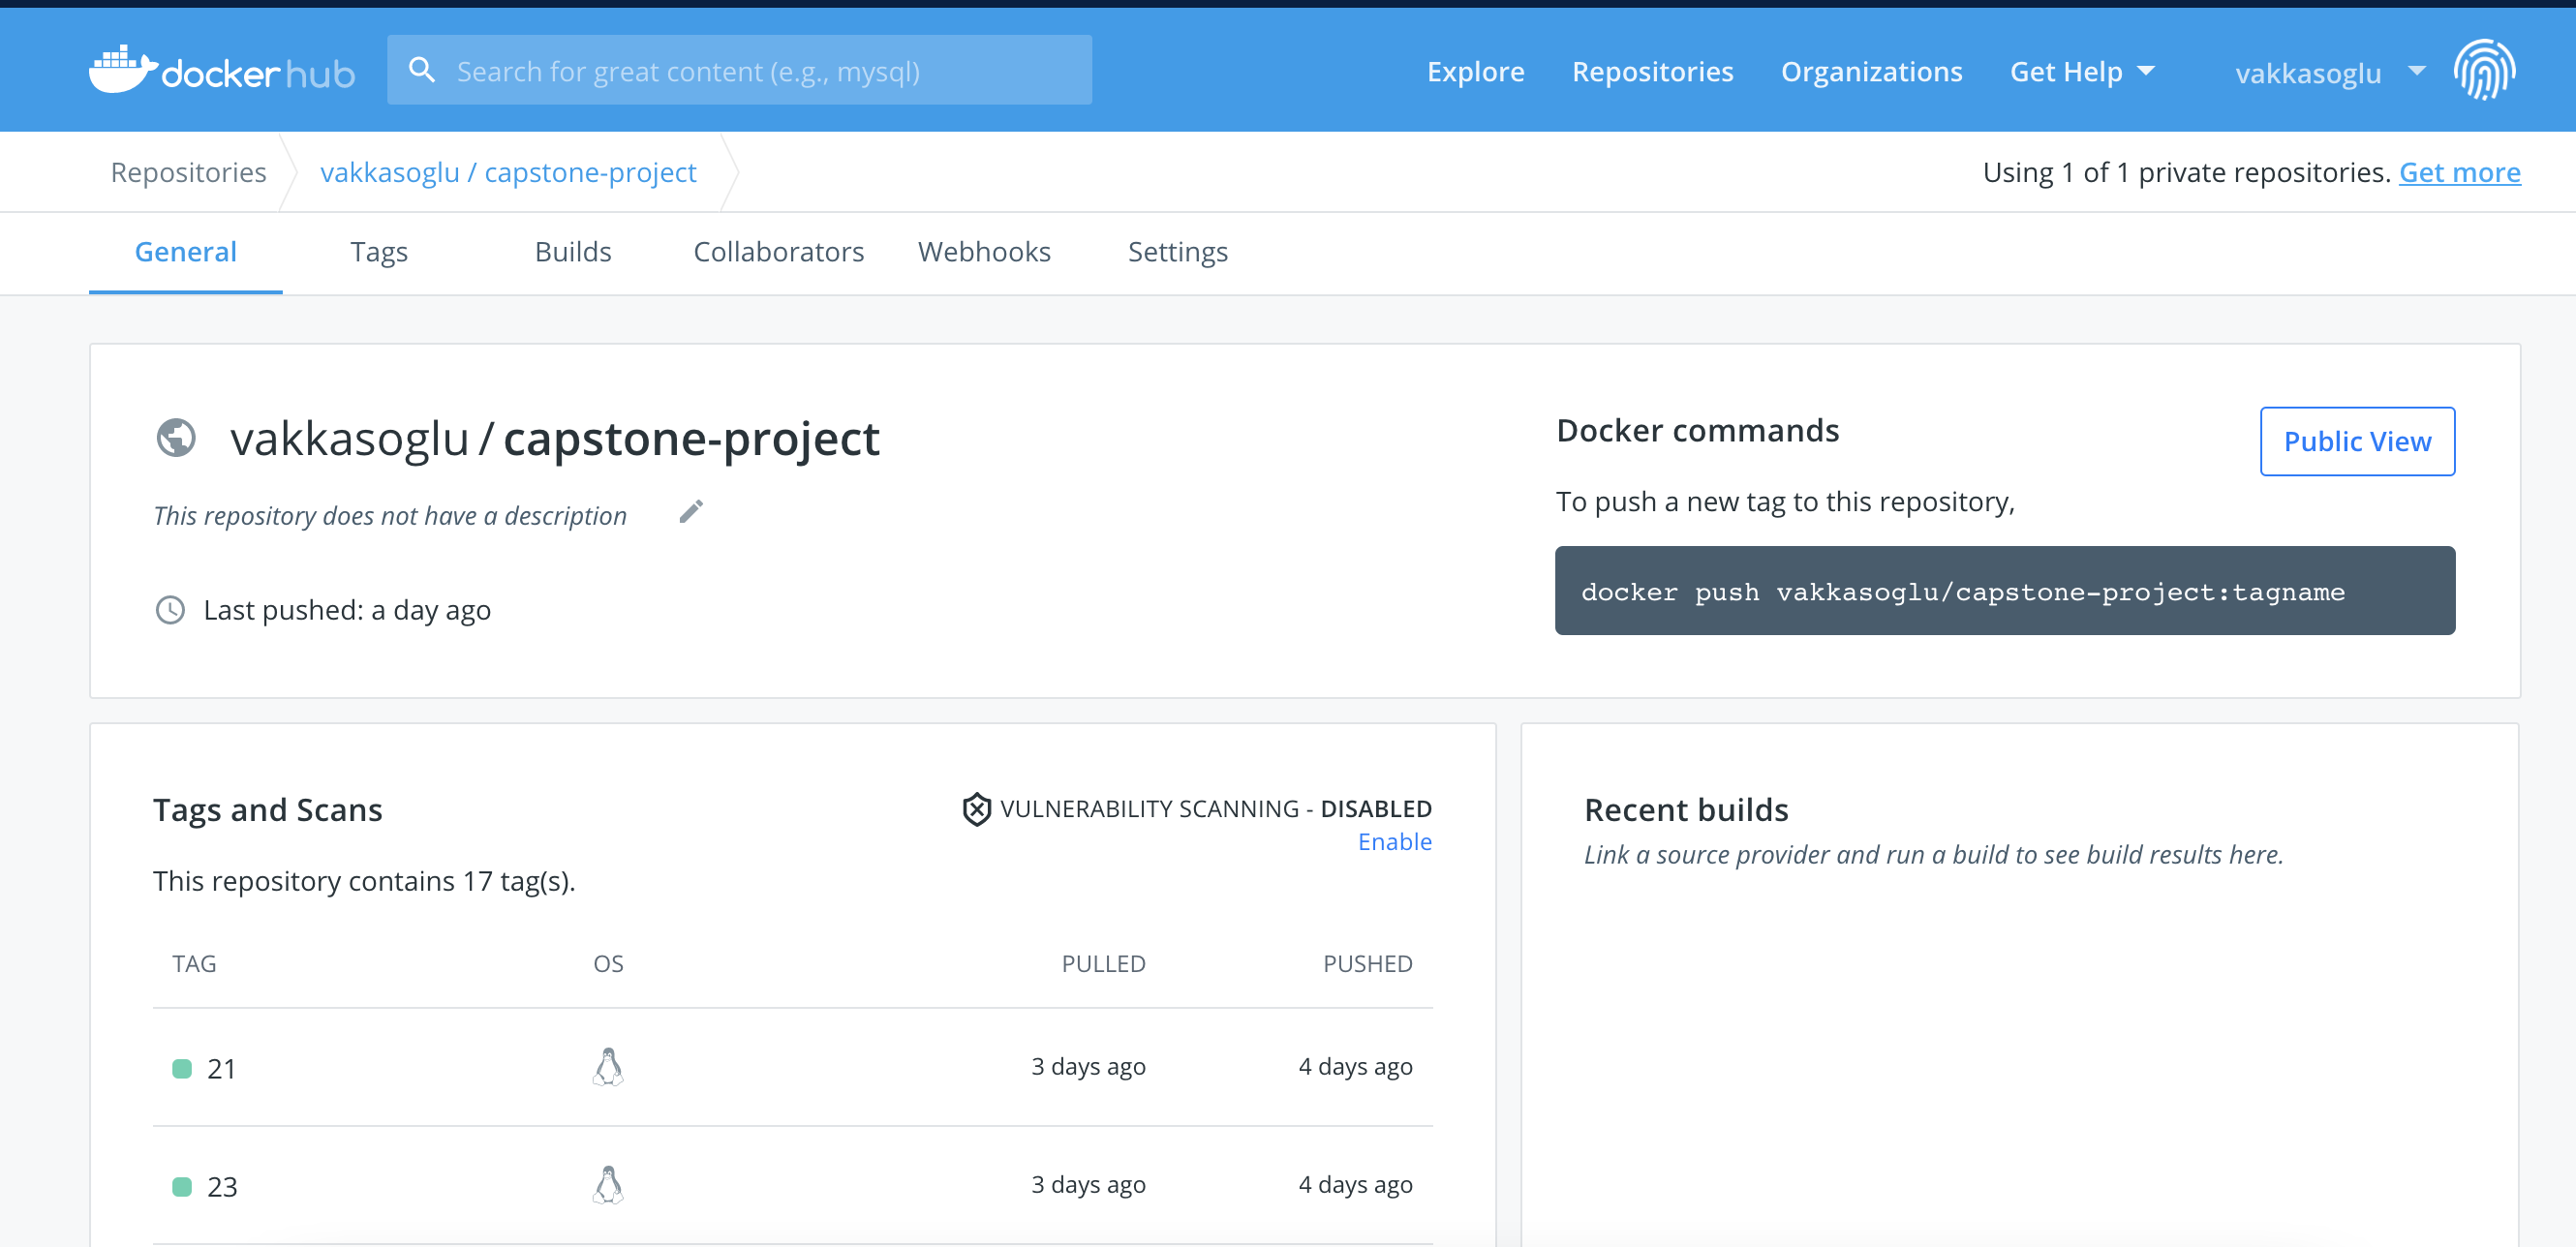 dockerhub
Search for great content (e.g., mysql)
Explore
Repositories
Organizations
Get Help
vakkasoglu
Repositories
vakkasoglu / capstone-project
Using 1 of 1 private repositories. Get more
General
Tags
Builds
Collaborators
Webhooks
Settings
vakkasoglu / capstone-project
This repository does not have a description
Last pushed: a day ago
Docker commands
Public View
To push a new tag to this repository,
docker push vakkasoglu/capstone-project:tagname
Tags and Scans
VULNERABILITY SCANNING - DISABLED
Enable
This repository contains 17 tag(s).
TAG OS PULLED PUSHED
21 3 days ago 4 days ago
23 3 days ago 4 days ago
Recent builds
Link a source provider and run a build to see build results here.